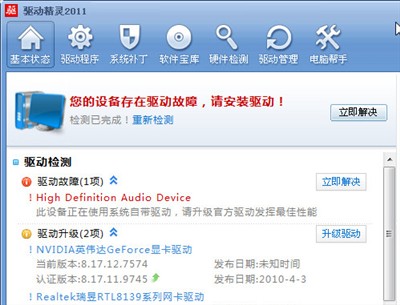 驱动精灵2011
基本状态 驱动程序 系统补丁 软件宝库 硬件检测 驱动管理 电脑帮手
您的设备存在驱动故障，请安装驱动！
立即解决
检测已完成！重新检测
驱动检测
驱动故障(1项) 立即解决
！High Definition Audio Device
此设备正在使用系统自带驱动，请升级官方驱动发挥最佳性能
驱动升级(2项) 升级驱动
！NVIDIA英伟达GeForce显卡驱动
当前版本:8.17.12.7574 发布日期:未知时间
认证版本:8.17.11.9745 发布日期:2010-4-3
！Realtek瑞昱RTL8139系列网卡驱动